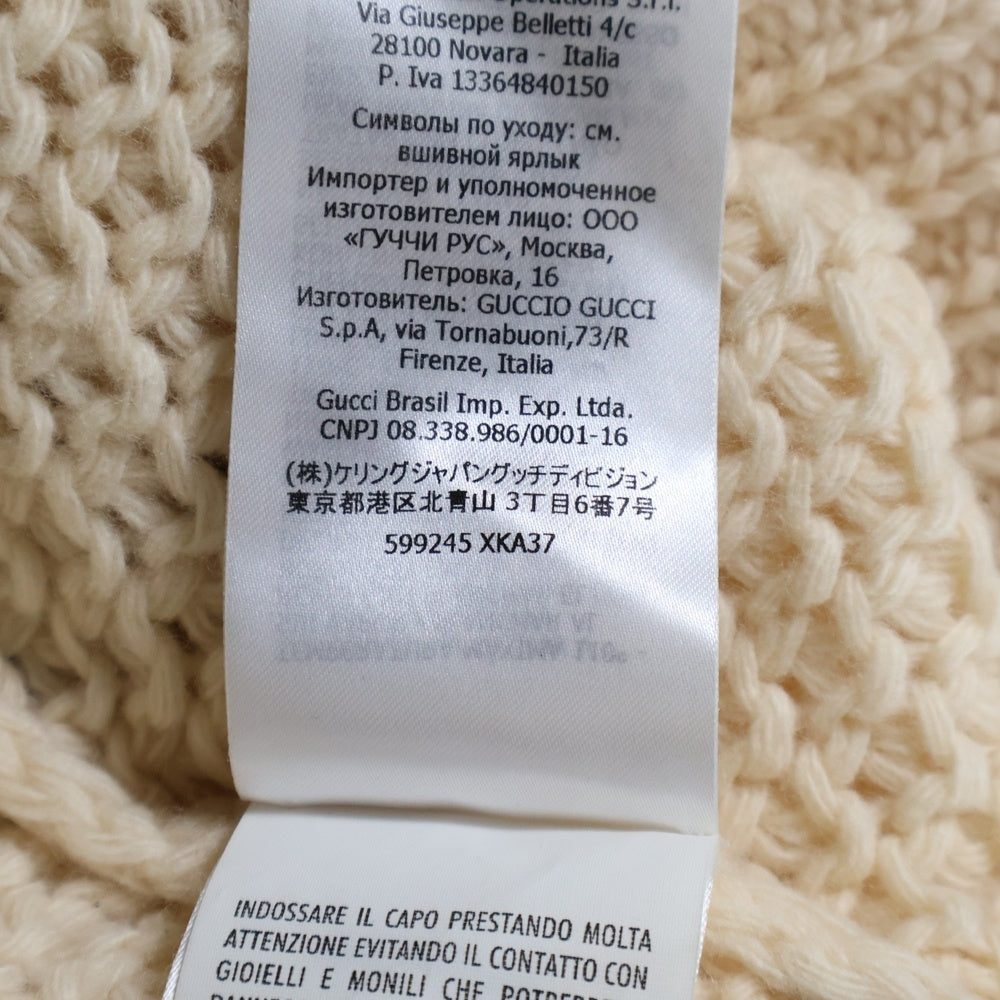 Operations S.r.l.
Via Giuseppe Belletti 4/c
28100 Novara - Italia
P. Iva 13364840150
Символы по уходу: см.
вшивной ярлык
Импортер и уполномоченное
изготовителем лицо: ООО
«ГУЧЧИ РУС», Москва,
Петровка, 16
Изготовитель: GUCCIO GUCCI
S.p.A, via Tornabuoni,73/R
Firenze, Italia
Gucci Brasil Imp. Exp. Ltda.
CNPJ 08.338.986/0001-16
(株)ケリングジャパングッチディビジョン
東京都港区北青山 3丁目6番7号
599245 XKA37
INDOSSARE IL CAPO PRESTANDO MOLTA
ATTENZIONE EVITANDO IL CONTATTO CON
GIOIELLI E MONILI CHE